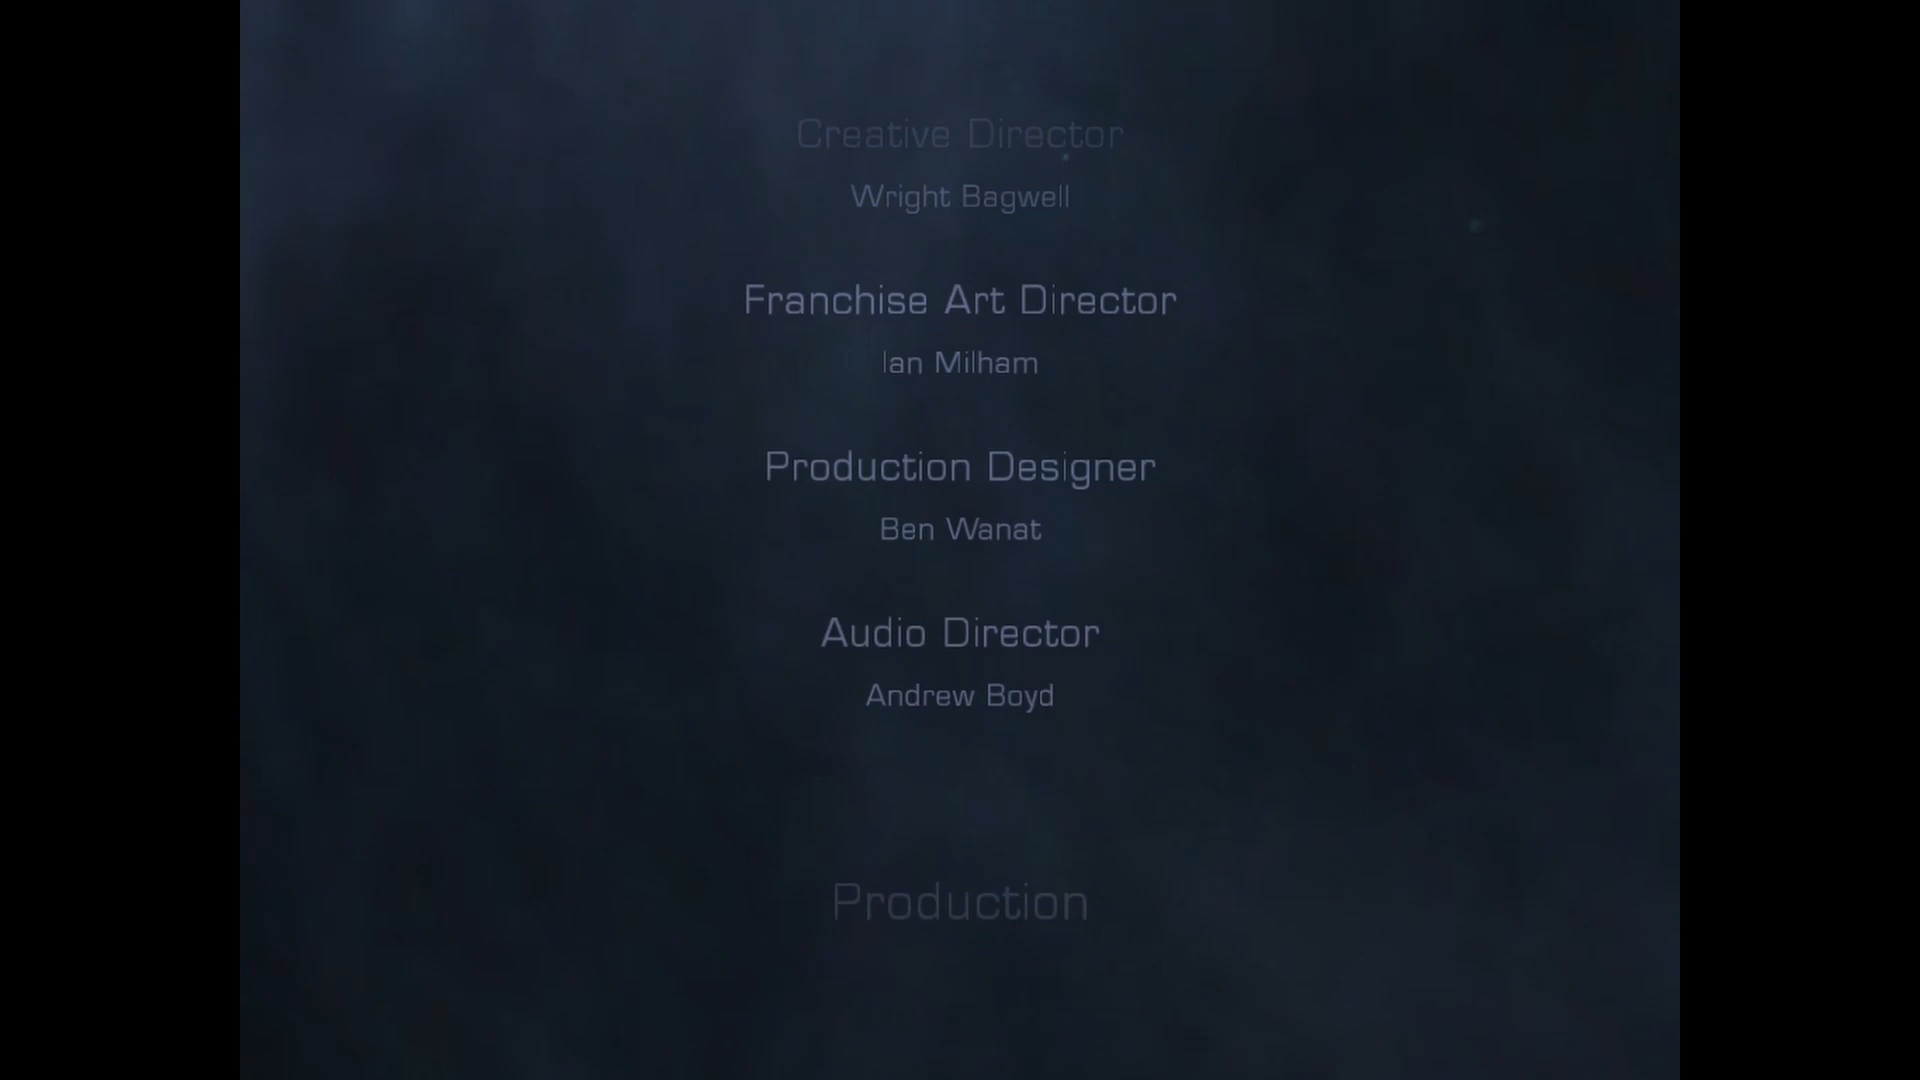 Creative Director
Wright Bagwell
Franchise Art Director
Ian Milham
Production Designer
Ben Wanat
Audio Director
Andrew Boyd
Production